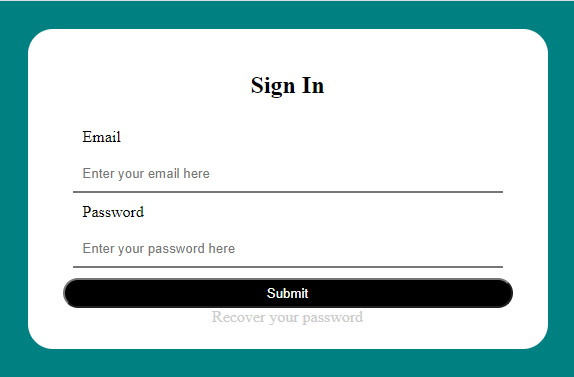 Sign In
Email
Enter your email here
Password
Enter your password here
Submit
Recover your password